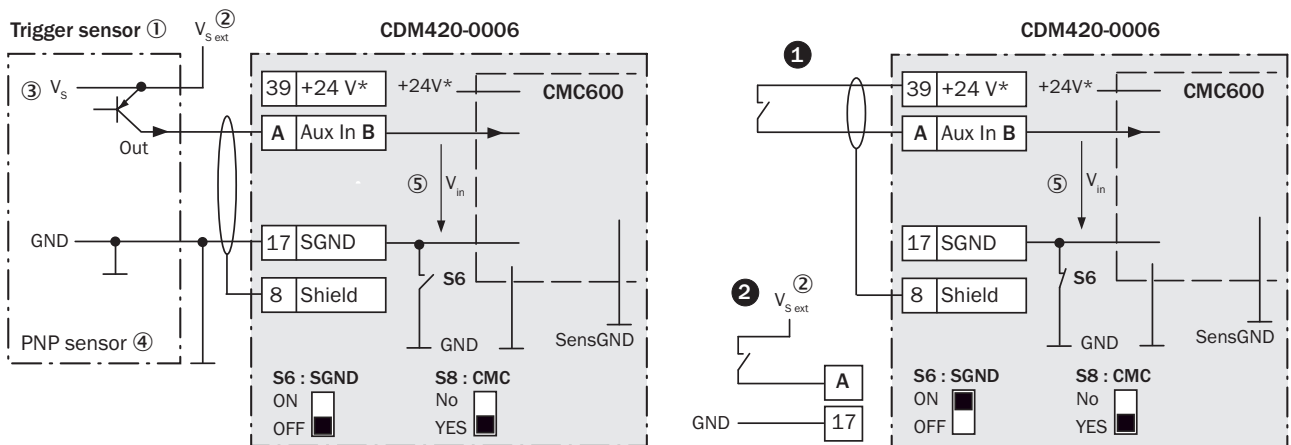 Trigger sensor ①
V S ext ②
CDM420-0006
③ V S
39 +24 V*
+24V*
CMC600
A Aux In B
Out
⑤ V in
GND
17 SGND
S6
8 Shield
GND
SensGND
PNP sensor ④
S6 : SGND
ON
OFF
S8 : CMC
No
YES
CDM420-0006
❶
39 +24 V*
+24V*
CMC600
A Aux In B
⑤ V in
17 SGND
S6
8 Shield
❷ V S ext ②
GND
SensGND
A
GND
17
S6 : SGND
ON
OFF
S8 : CMC
No
YES